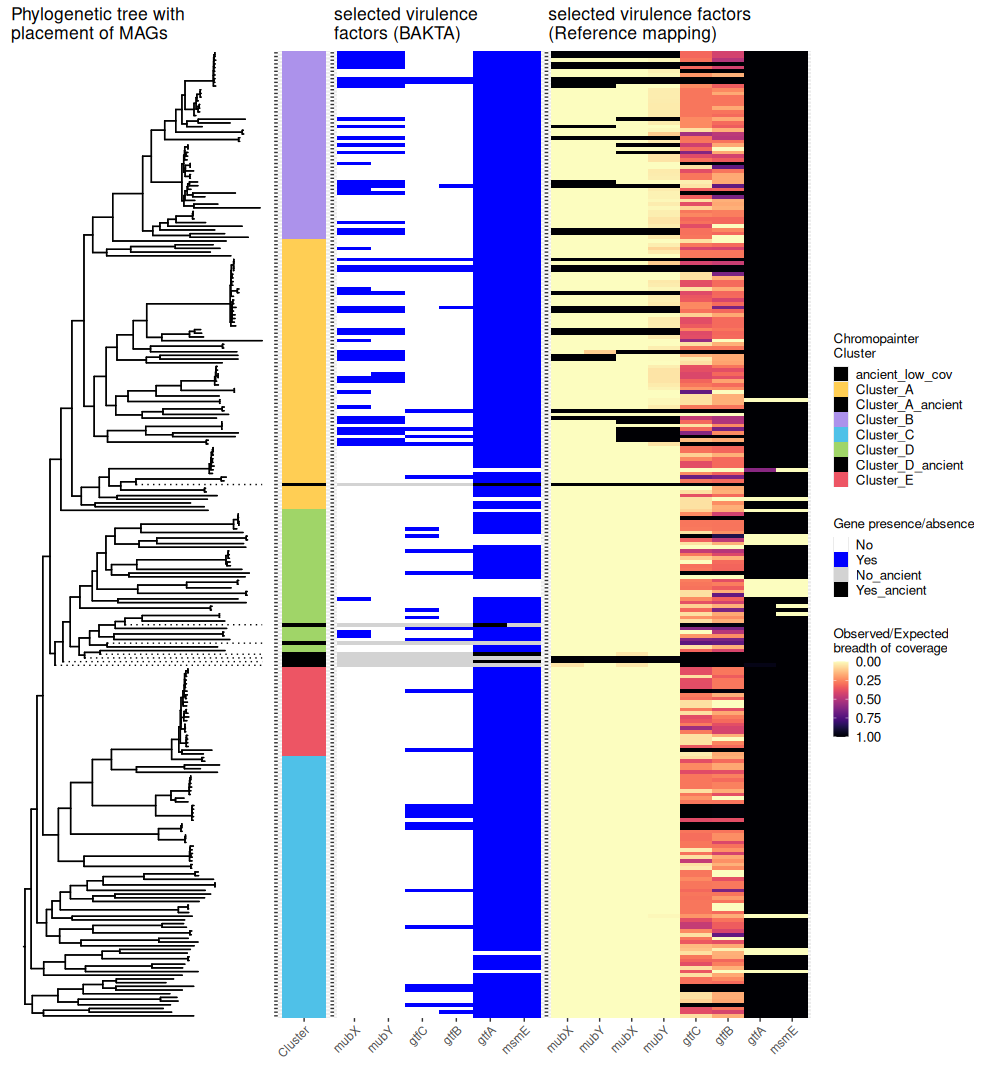 Phylogenetic tree with
placement of MAGs
selected virulence
factors (BAKTA)
selected virulence factors
(Reference mapping)
Chromopainter
Cluster
ancient_low_cov
Cluster_A
Cluster_A_ancient
Cluster_B
Cluster_C
Cluster_D
Cluster_D_ancient
Cluster_E
Gene presence/absence
No
Yes
No_ancient
Yes_ancient
Observed/Expected
breadth of coverage
0.00
0.25
0.50
0.75
1.00
Cluster
mubX
mubY
gtfC
gtfB
gtfA
msmE
mubX
mubY
mubX
mubY
gtfC
gtfB
gtfA
msmE